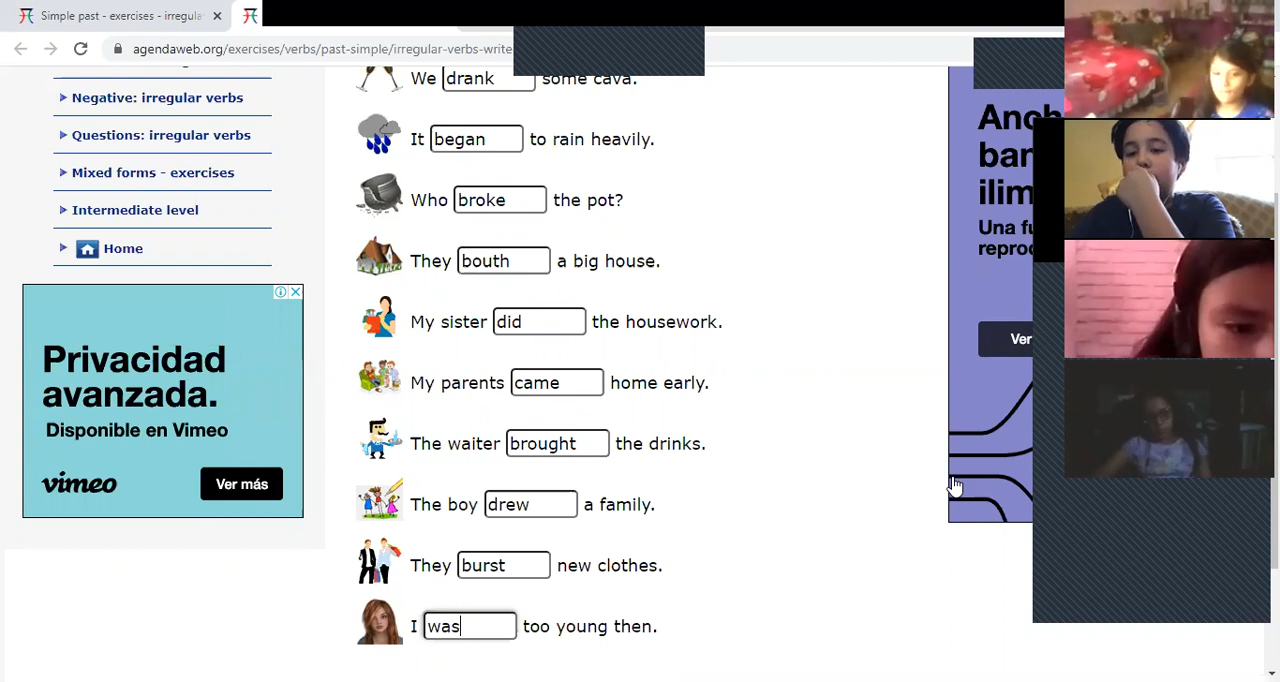 Simple past - exercises - irregula
agendaweb.org/exercises/verbs/past-simple/irregular-verbs-write
Negative: irregular verbs
Questions: irregular verbs
Mixed forms - exercises
Intermediate level
Home
Privacidad
avanzada.
Disponible en Vimeo
vimeo
Ver más
We drank some cava.
It began to rain heavily.
Who broke the pot?
They bouth a big house.
My sister did the housework.
My parents came home early.
The waiter brought the drinks.
The boy drew a family.
They burst new clothes.
I was too young then.
Anch
ban
ilim
Una fu
reprod
Ver